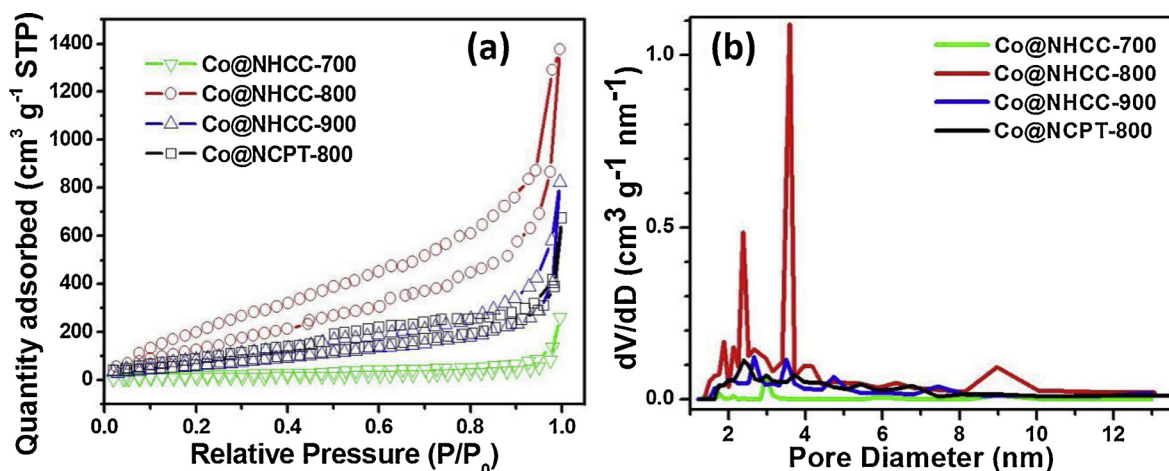 (a)
Quantity adsorbed (cm³ g⁻¹ STP)
1400
1200
1000
800
600
400
200
0
Co@NHCC-700
Co@NHCC-800
Co@NHCC-900
Co@NCPT-800
0.0 0.2 0.4 0.6 0.8 1.0
Relative Pressure (P/P₀)
(b)
dV/dD (cm³ g⁻¹ nm⁻¹)
1.0
0.5
0.0
Co@NHCC-700
Co@NHCC-800
Co@NHCC-900
Co@NCPT-800
2 4 6 8 10 12
Pore Diameter (nm)